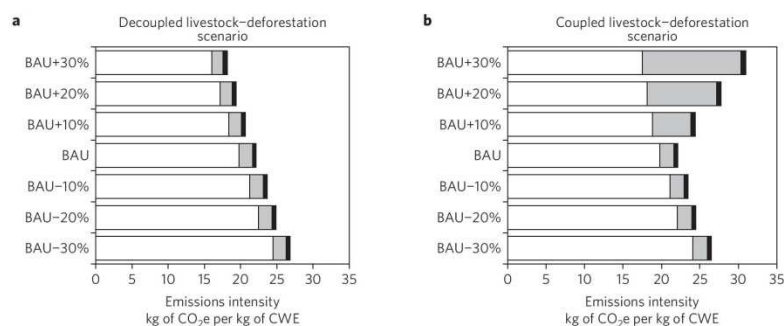 a
Decoupled livestock–deforestation
scenario
BAU+30%
BAU+20%
BAU+10%
BAU
BAU−10%
BAU−20%
BAU−30%
0 5 10 15 20 25 30 35
Emissions intensity
kg of CO₂e per kg of CWE
b
Coupled livestock–deforestation
scenario
BAU+30%
BAU+20%
BAU+10%
BAU
BAU−10%
BAU−20%
BAU−30%
0 5 10 15 20 25 30 35
Emissions intensity
kg of CO₂e per kg of CWE